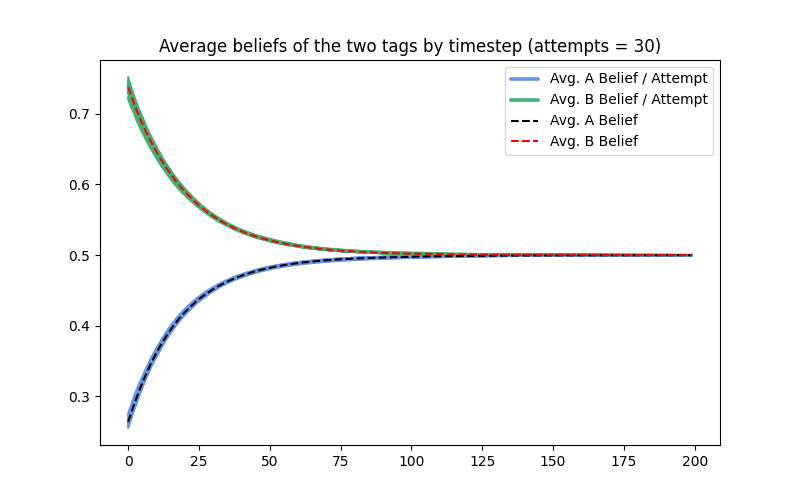 Average beliefs of the two tags by timestep (attempts = 30)
Avg. A Belief / Attempt
Avg. B Belief / Attempt
Avg. A Belief
Avg. B Belief
0.7
0.6
0.5
0.4
0.3
0 25 50 75 100 125 150 175 200